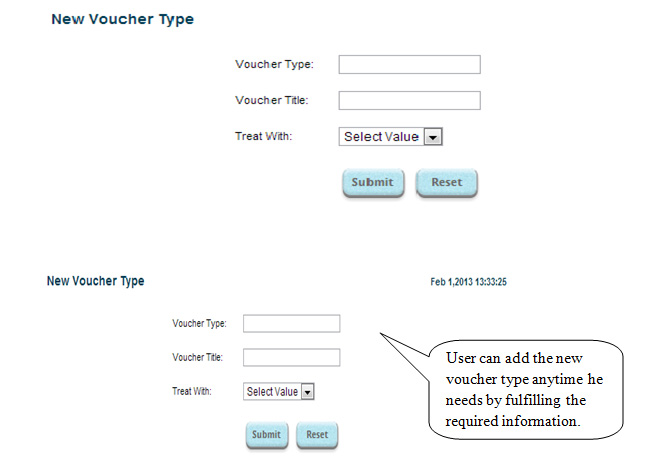 New Voucher Type
Voucher Type:
Voucher Title:
Treat With: Select Value
Submit Reset
New Voucher Type Feb 1,2013 13:33:25
Voucher Type:
Voucher Title:
Treat With: Select Value
Submit Reset
User can add the new
voucher type anytime he
needs by fulfilling the
required information.